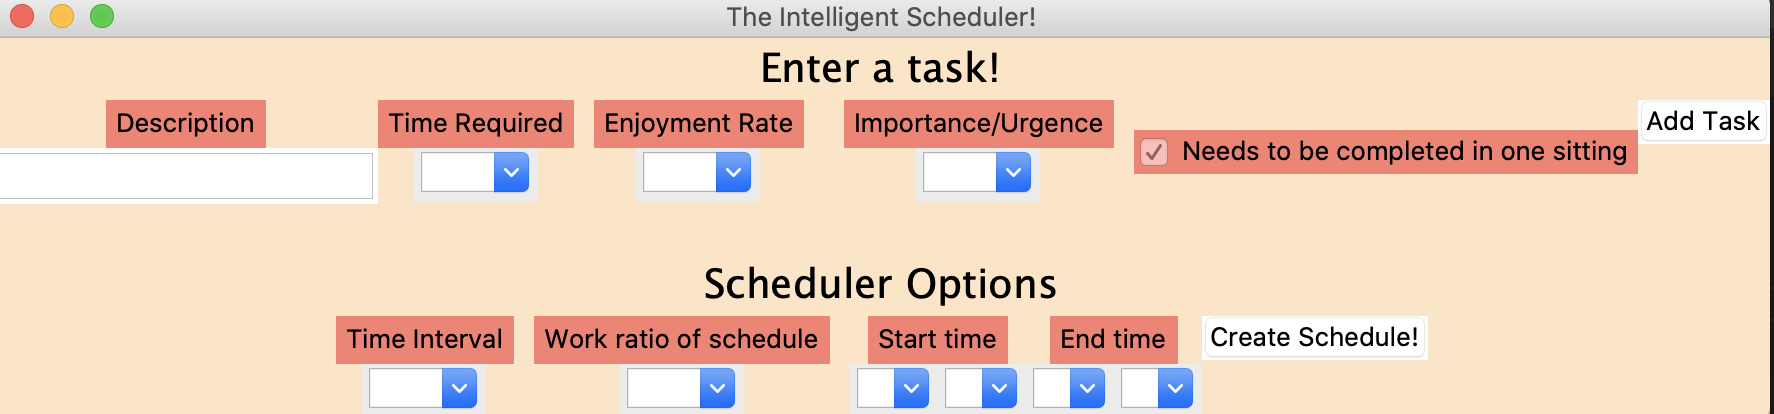 The Intelligent Scheduler!
Enter a task!
Description Time Required Enjoyment Rate Importance/Urgence Needs to be completed in one sitting Add Task
Scheduler Options
Time Interval Work ratio of schedule Start time End time Create Schedule!